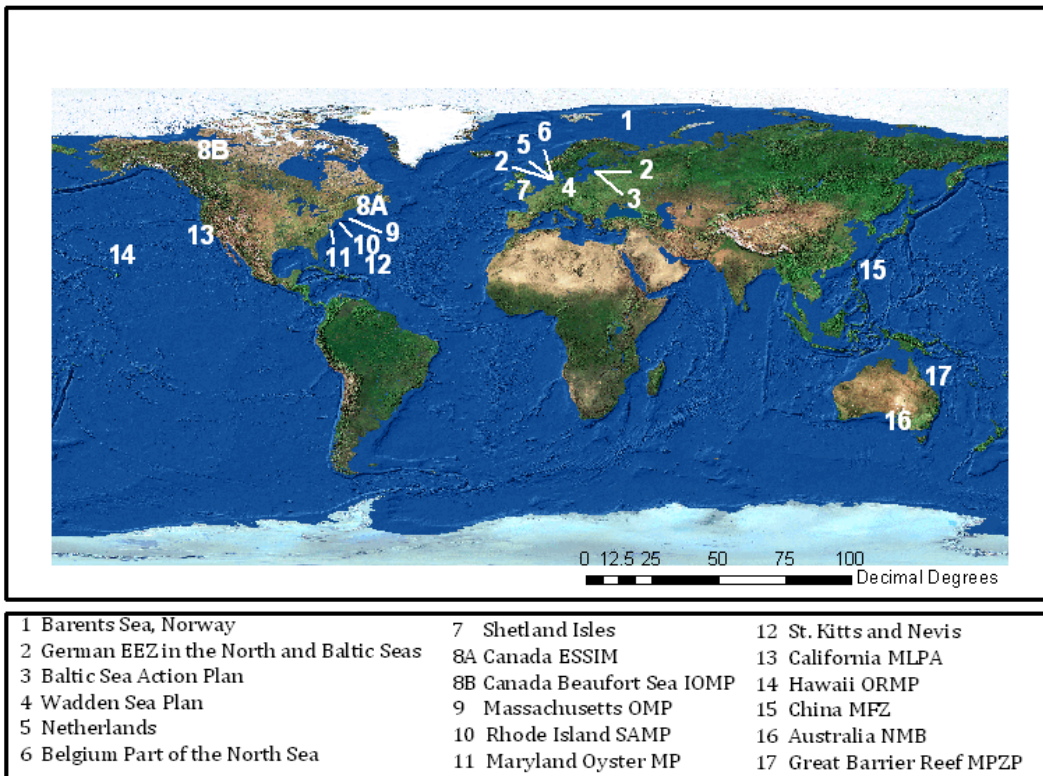 1
6
5
8B
2
2
4
7
3
8A
9
13
10
14
11
12
15
17
16
0 12.5 25 50 75 100
Decimal Degrees
1 Barents Sea, Norway
2 German EEZ in the North and Baltic Seas
3 Baltic Sea Action Plan
4 Wadden Sea Plan
5 Netherlands
6 Belgium Part of the North Sea
7 Shetland Isles
8A Canada ESSIM
8B Canada Beaufort Sea IOMP
9 Massachusetts OMP
10 Rhode Island SAMP
11 Maryland Oyster MP
12 St. Kitts and Nevis
13 California MLPA
14 Hawaii ORMP
15 China MFZ
16 Australia NMB
17 Great Barrier Reef MPZP